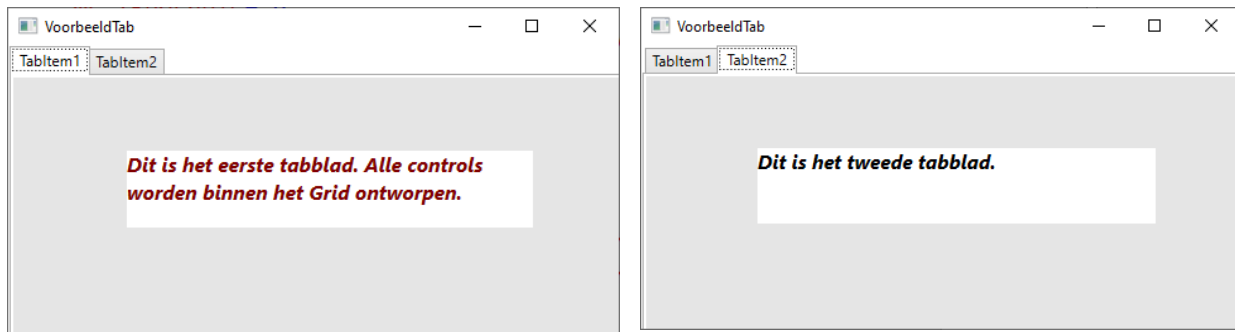 VoorbeeldTab
TabItem1 TabItem2
Dit is het eerste tabblad. Alle controls
worden binnen het Grid ontworpen.
VoorbeeldTab
TabItem1 TabItem2
Dit is het tweede tabblad.